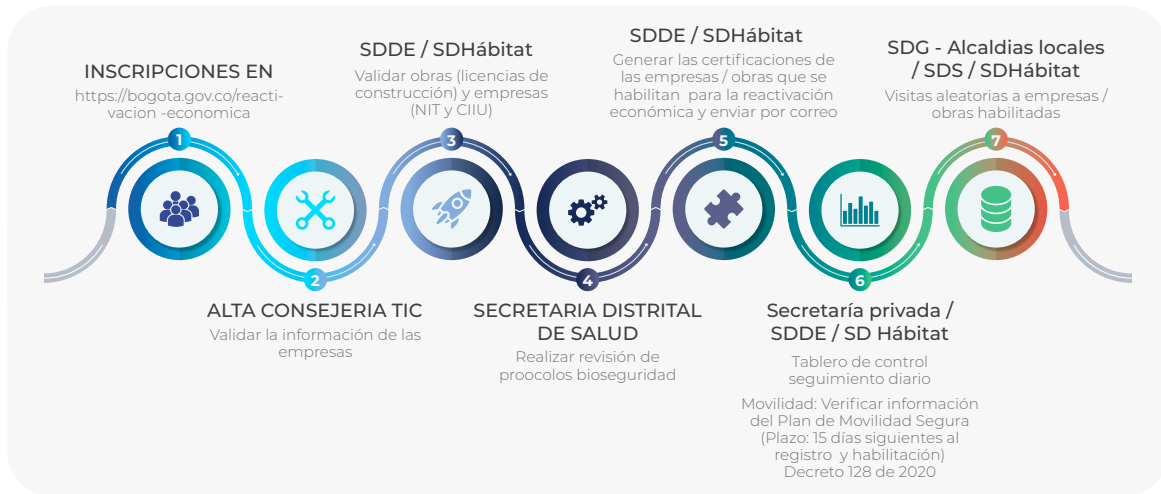 INSCRIPCIONES EN
https://bogota.gov.co/reacti-
vacion -economica
1
ALTA CONSEJERIA TIC
Validar la información de las
empresas
2
SDDE / SDHábitat
Validar obras (licencias de
construcción) y empresas
(NIT y CIIU)
3
SECRETARIA DISTRITAL
DE SALUD
Realizar revisión de
proocolos bioseguridad
4
SDDE / SDHábitat
Generar las certificaciones de
las empresas / obras que se
habilitan para la reactivación
económica y enviar por correo
5
Secretaría privada /
SDDE / SD Hábitat
Tablero de control
seguimiento diario
Movilidad: Verificar información
del Plan de Movilidad Segura
(Plazo: 15 días siguientes al
registro y habilitación)
Decreto 128 de 2020
6
SDG - Alcaldias locales
/ SDS / SDHábitat
Visitas aleatorias a empresas /
obras habilitadas
7